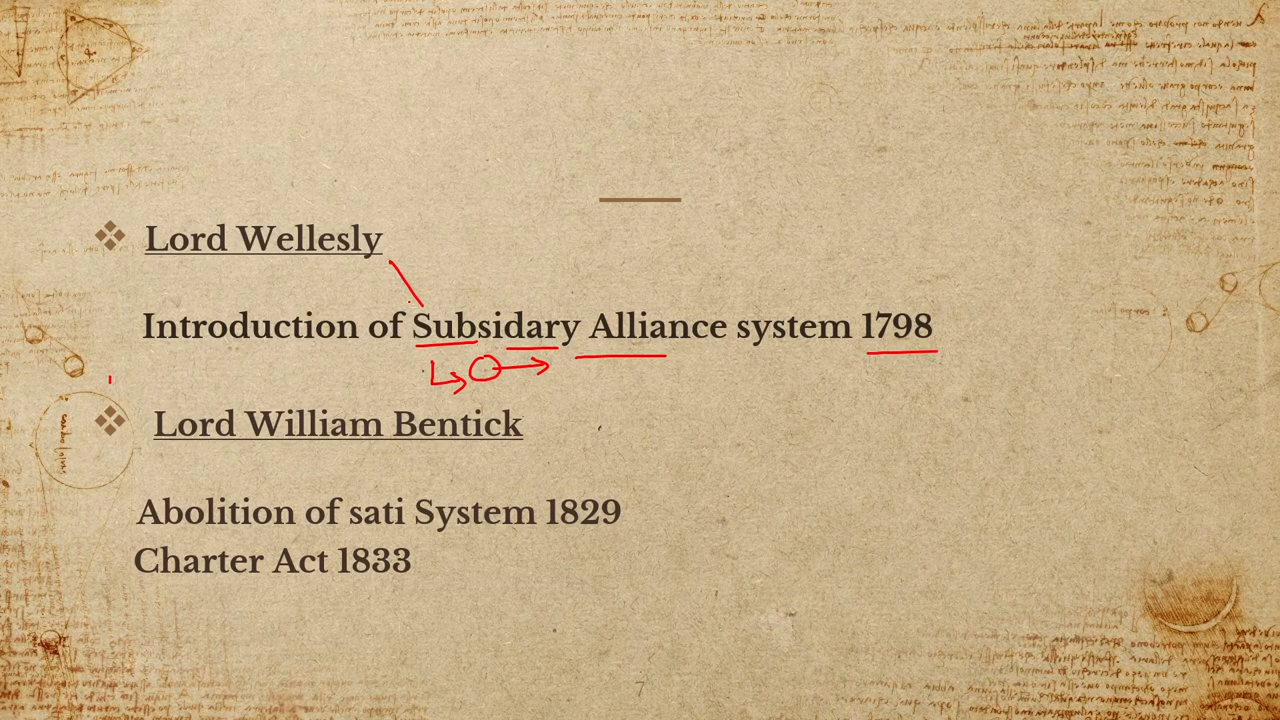 Lord Wellesly
Introduction of Subsidary Alliance system 1798
Lord William Bentick
Abolition of sati System 1829
Charter Act 1833
7